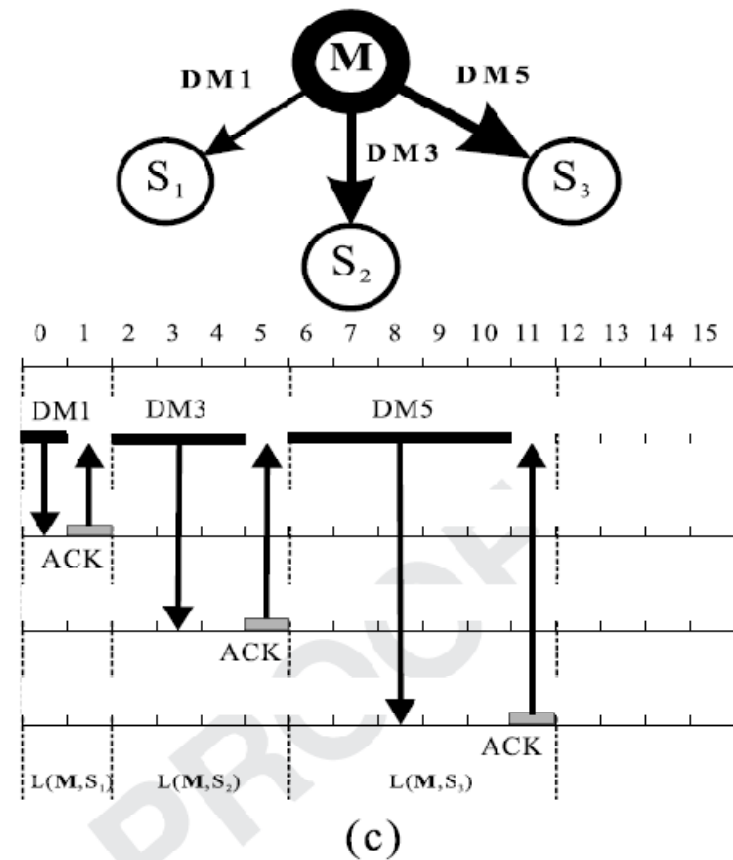 M
DM1
DM5
DM3
S₁
S₃
S₂
0 1 2 3 4 5 6 7 8 9 10 11 12 13 14 15
DM1 DM3 DM5
ACK
ACK
ACK
L(M,S₁) L(M,S₂) L(M,S₃)
PROOF
(c)